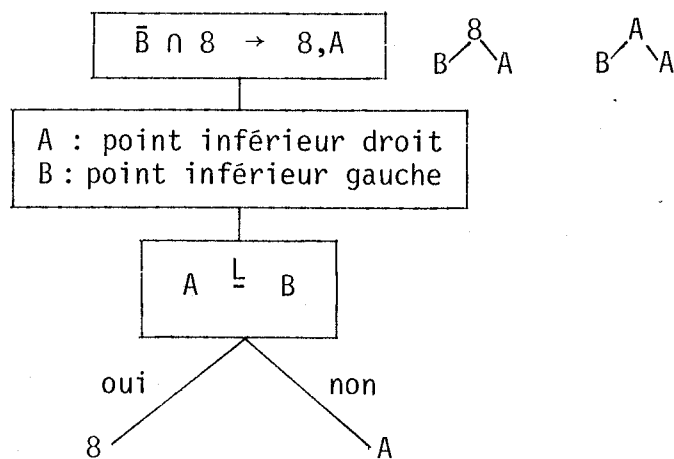 B̄ ∩ 8 → 8,A
8
B A
A
B A
A : point inférieur droit
B : point inférieur gauche
A L= B
oui non
8 A